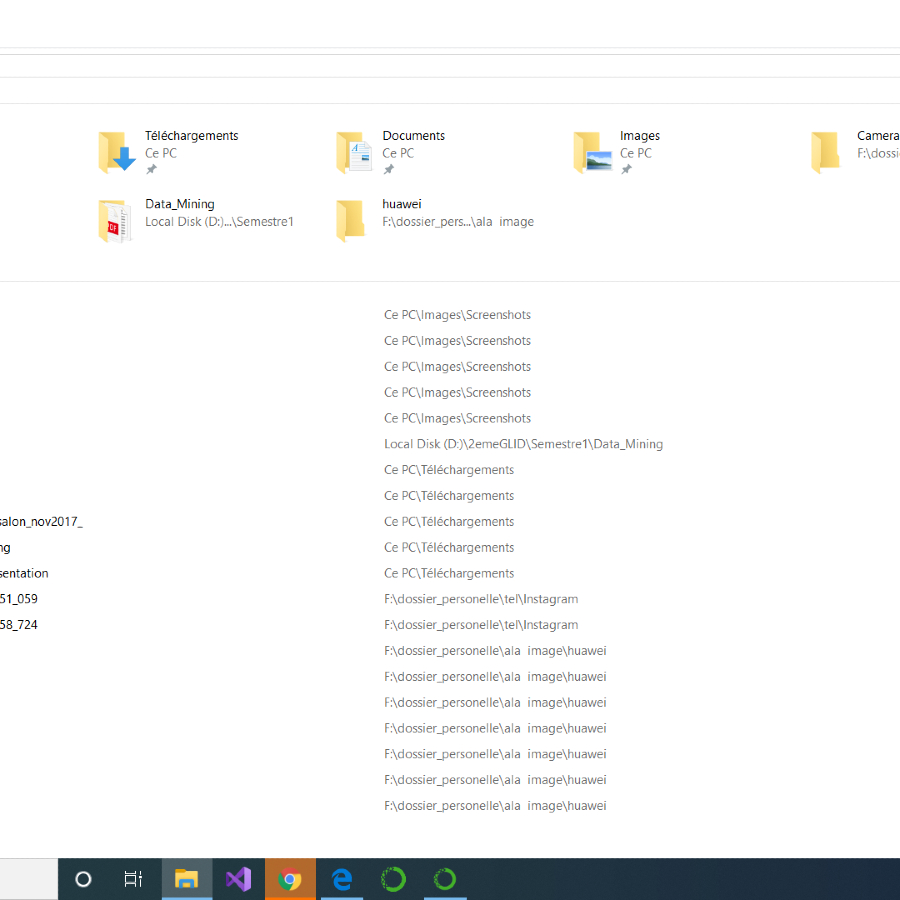 Téléchargements
Ce PC
Documents
Ce PC
Images
Ce PC
Camera
F:\dossi
Data_Mining
Local Disk (D:)...\Semestre1
huawei
F:\dossier_pers...\ala image
Ce PC\Images\Screenshots
Ce PC\Images\Screenshots
Ce PC\Images\Screenshots
Ce PC\Images\Screenshots
Ce PC\Images\Screenshots
Local Disk (D:)\2emeGLID\Semestre1\Data_Mining
Ce PC\Téléchargements
Ce PC\Téléchargements
salon_nov2017_ Ce PC\Téléchargements
ng Ce PC\Téléchargements
sentation Ce PC\Téléchargements
51_059 F:\dossier_personelle\tel\Instagram
58_724 F:\dossier_personelle\tel\Instagram
F:\dossier_personelle\ala image\huawei
F:\dossier_personelle\ala image\huawei
F:\dossier_personelle\ala image\huawei
F:\dossier_personelle\ala image\huawei
F:\dossier_personelle\ala image\huawei
F:\dossier_personelle\ala image\huawei
F:\dossier_personelle\ala image\huawei